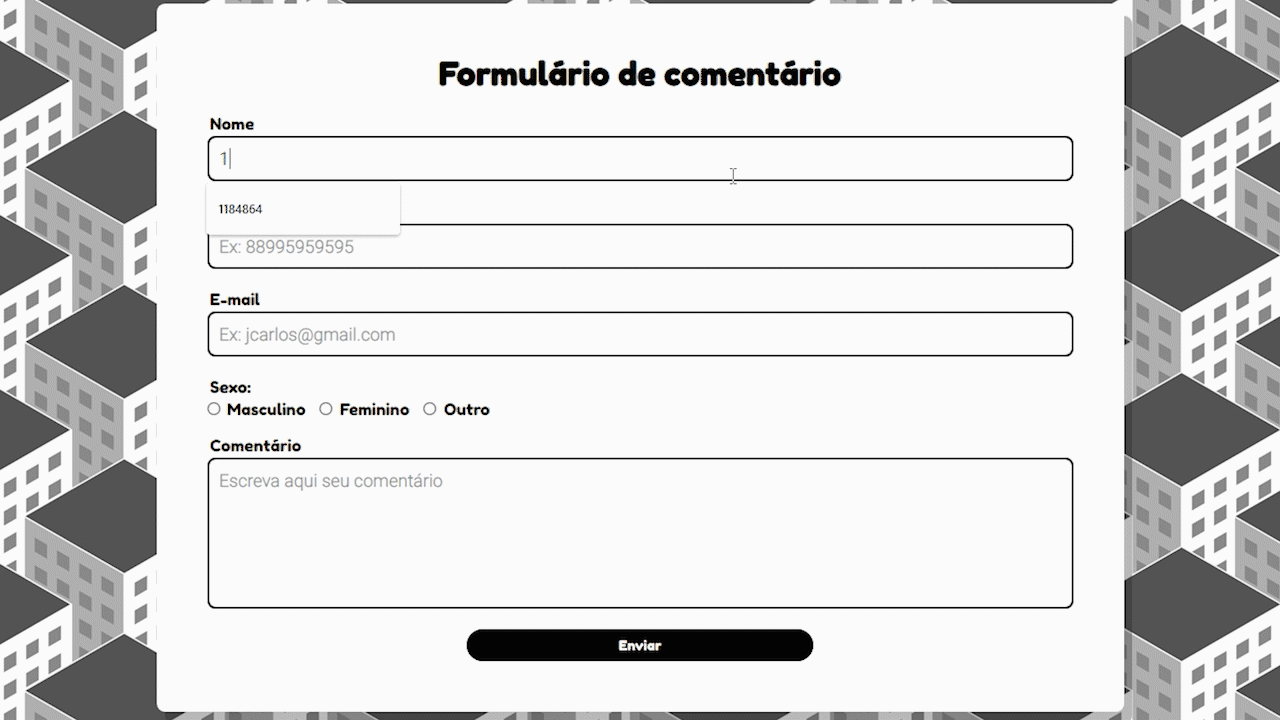 Formulário de comentário
Nome
1
1184864
Ex: 88995959595
E-mail
Ex: jcarlos@gmail.com
Sexo:
Masculino Feminino Outro
Comentário
Escreva aqui seu comentário
Enviar